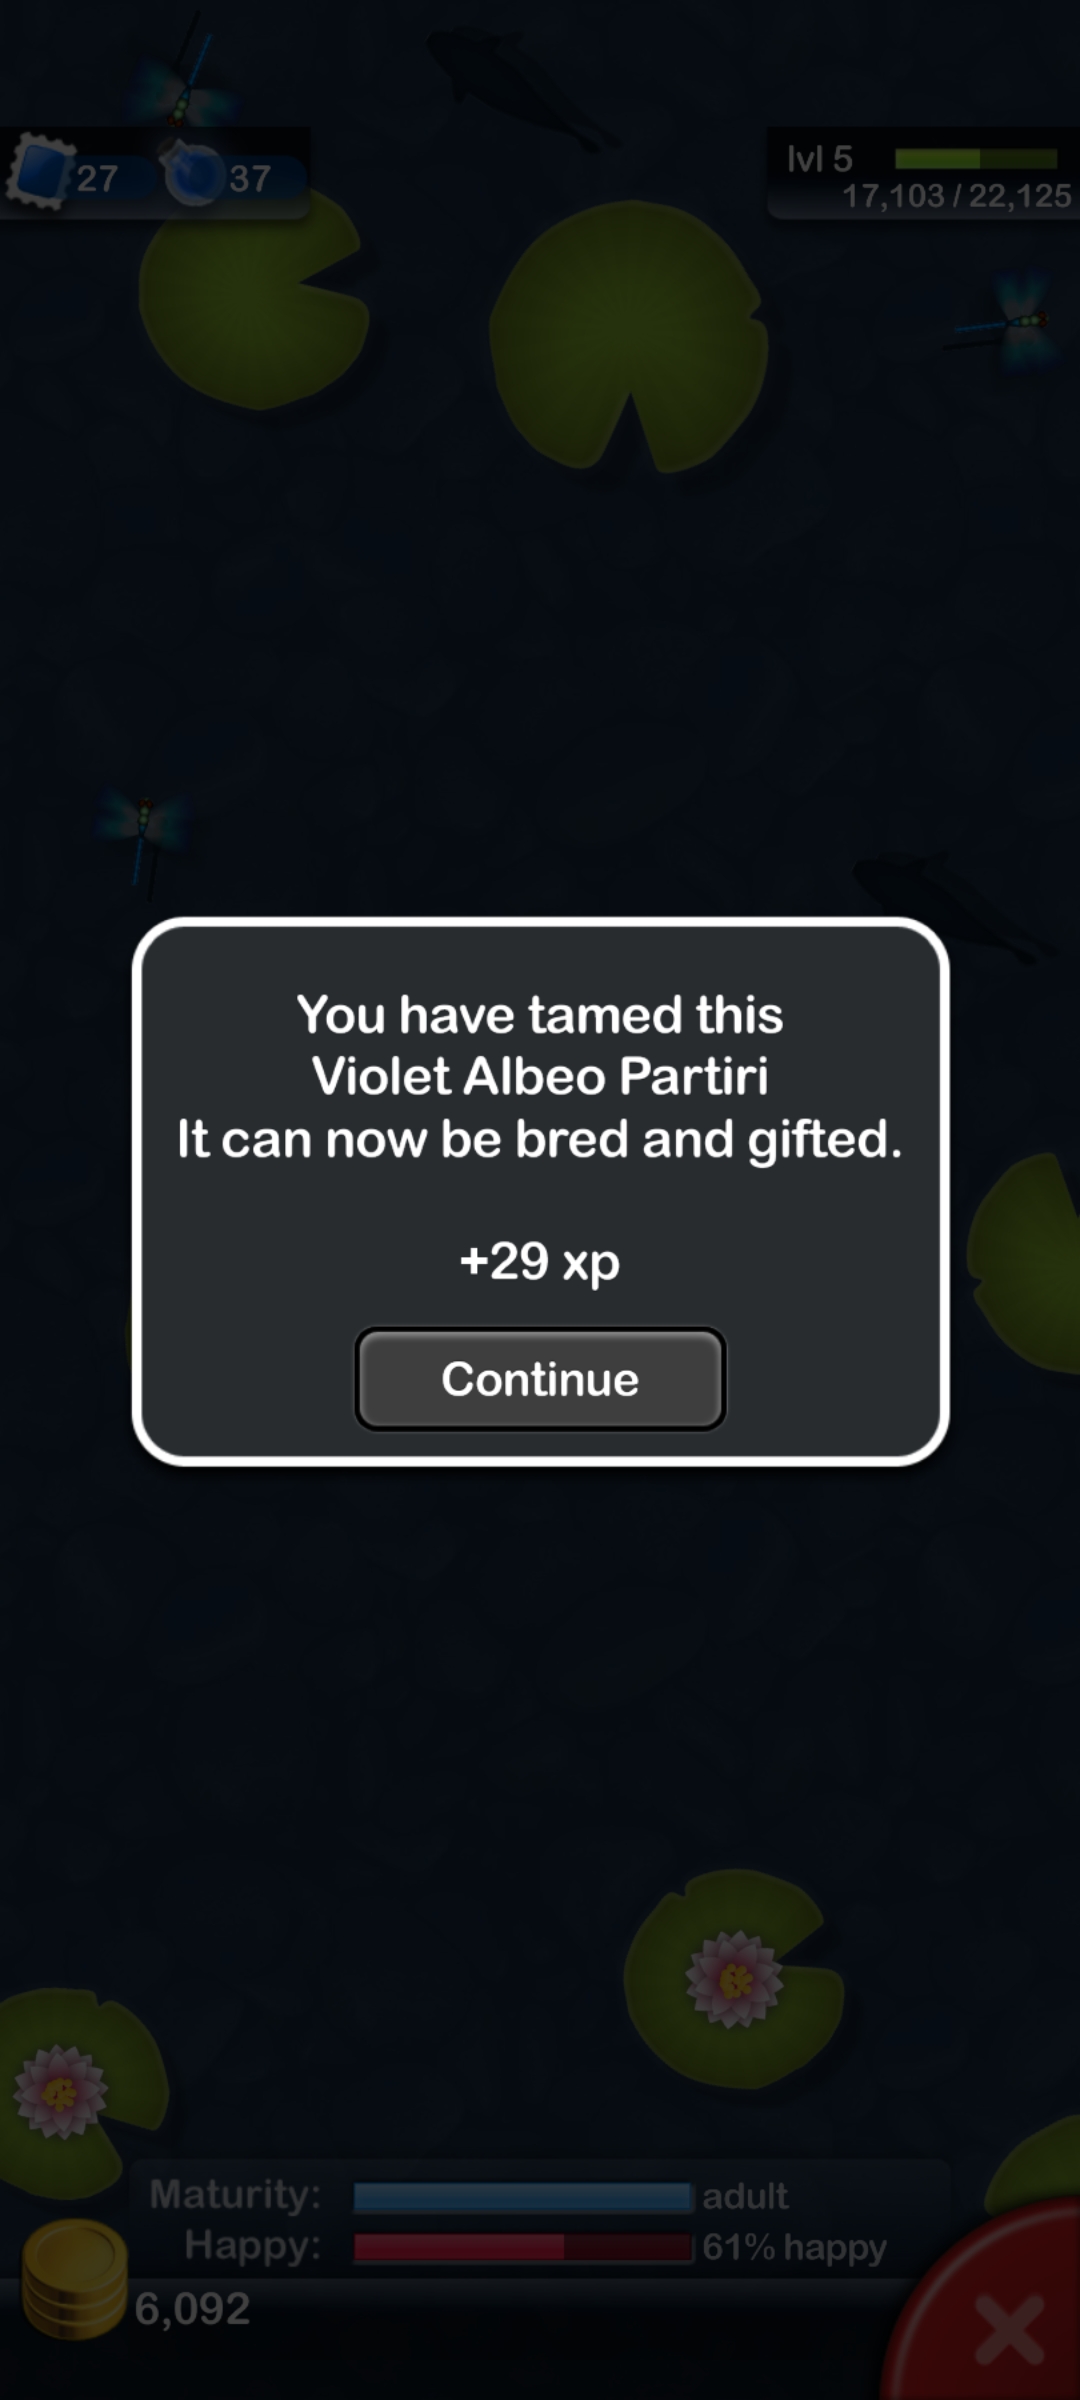 27
37
lvl 5
17,103 / 22,125
You have tamed this
Violet Albeo Partiri
It can now be bred and gifted.
+29 xp
Continue
Maturity: adult
Happy: 61% happy
6,092